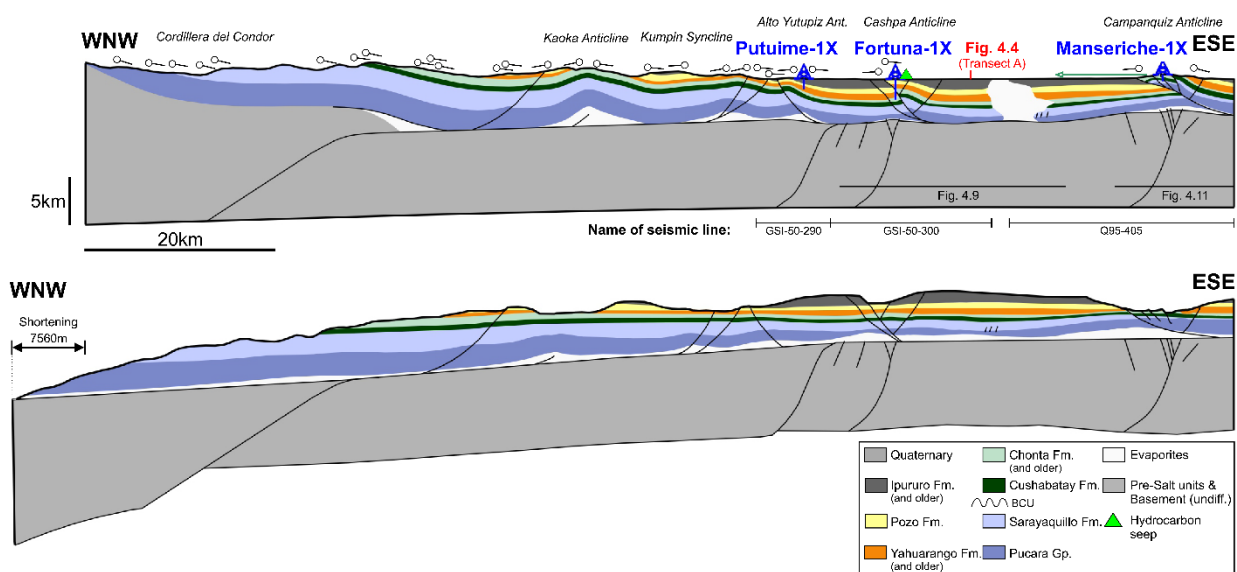 Cordillera del Condor
Kaoka Anticline
Kumpin Syncline
Alto Yutupiz Ant.
Cashpa Anticline
Campanquiz Anticline
WNW
Putuime-1X
Fortuna-1X
Fig. 4.4
(Transect A)
Manseriche-1X
ESE
5km
20km
Fig. 4.9
Fig. 4.11
Name of seismic line:
GSI-50-290
GSI-50-300
Q95-405
WNW
ESE
Shortening
7560m
Quaternary
Ipururo Fm.
(and older)
Pozo Fm.
Yahuarango Fm.
(and older)
Chonta Fm.
(and older)
Cushabatay Fm.
BCU
Sarayaquillo Fm.
Pucara Gp.
Evaporites
Pre-Salt units &
Basement (undiff.)
Hydrocarbon
seep